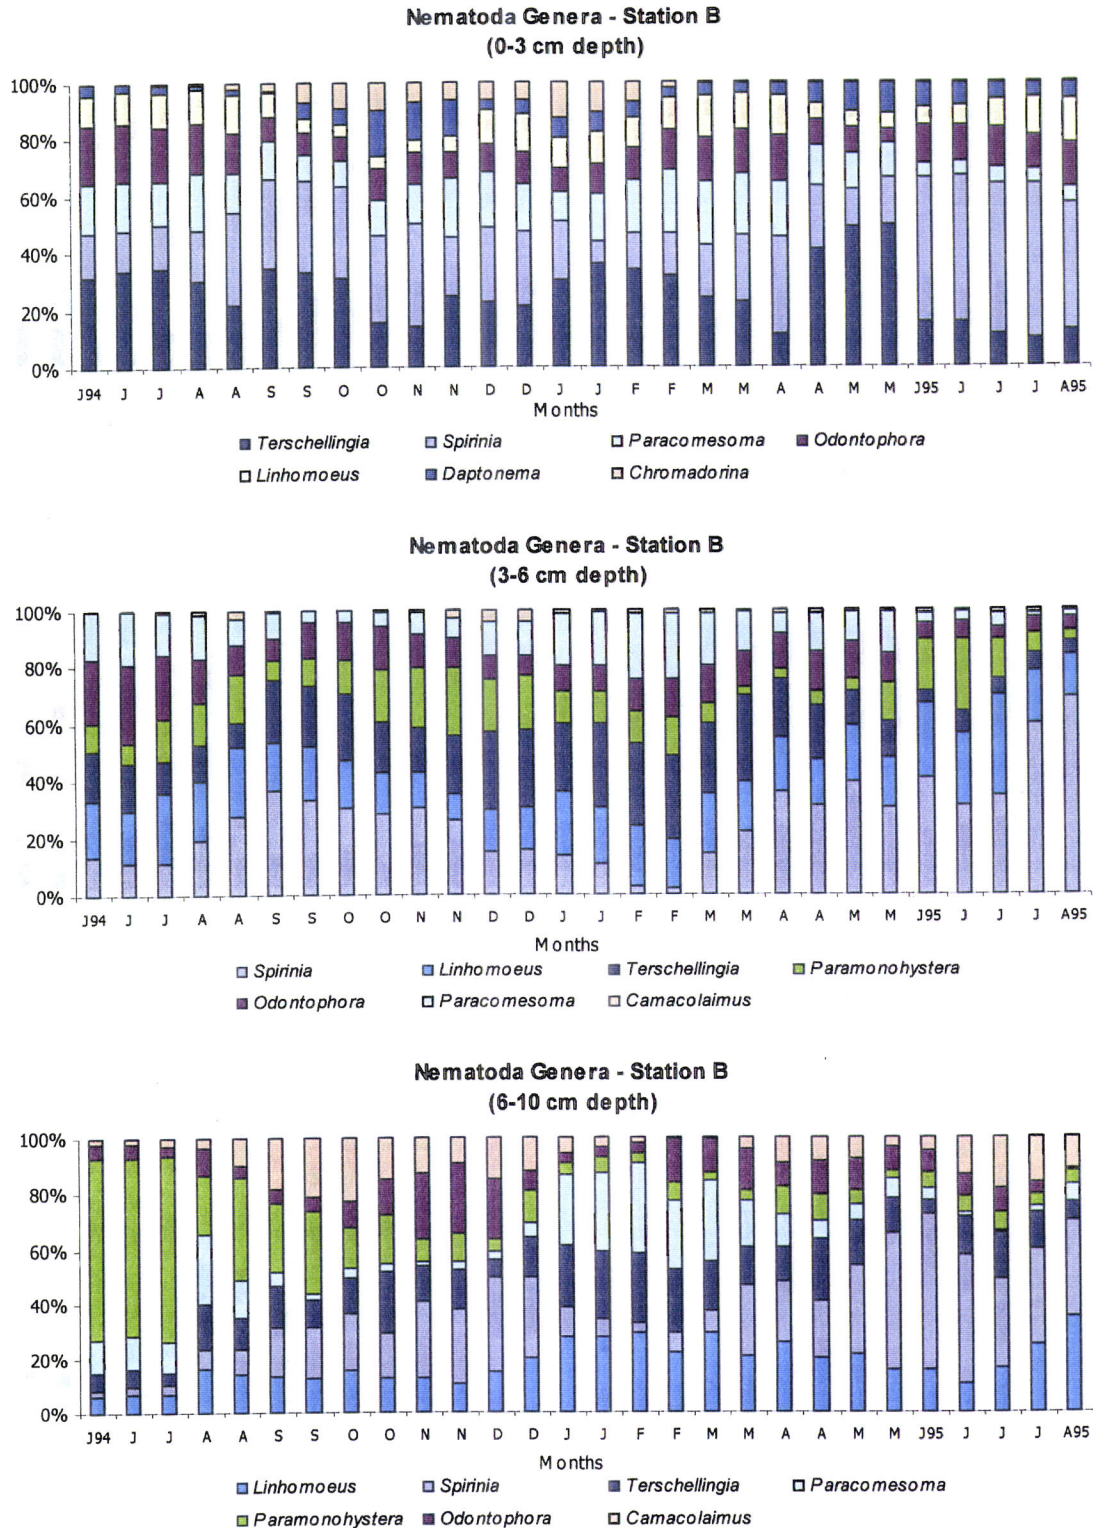 Nematoda Genera - Station B
(0-3 cm depth)
100%
80%
60%
40%
20%
0%
J94 J J A A S S O O N N D D J J F F M M A A M M J95 J J J A95
Months
Terschellingia Spirinia Paracomesoma Odontophora
Linhomoeus Daptonema Chromadorina
Nematoda Genera - Station B
(3-6 cm depth)
100%
80%
60%
40%
20%
0%
J94 J J A A S S O O N N D D J J F F M M A A M M J95 J J J A95
Months
Spirinia Linhomoeus Terschellingia Paramonohystera
Odontophora Paracomesoma Camacolaimus
Nematoda Genera - Station B
(6-10 cm depth)
100%
80%
60%
40%
20%
0%
J94 J J A A S S O O N N D D J J F F M M A A M M J95 J J J A95
Months
Linhomoeus Spirinia Terschellingia Paracomesoma
Paramonohystera Odontophora Camacolaimus